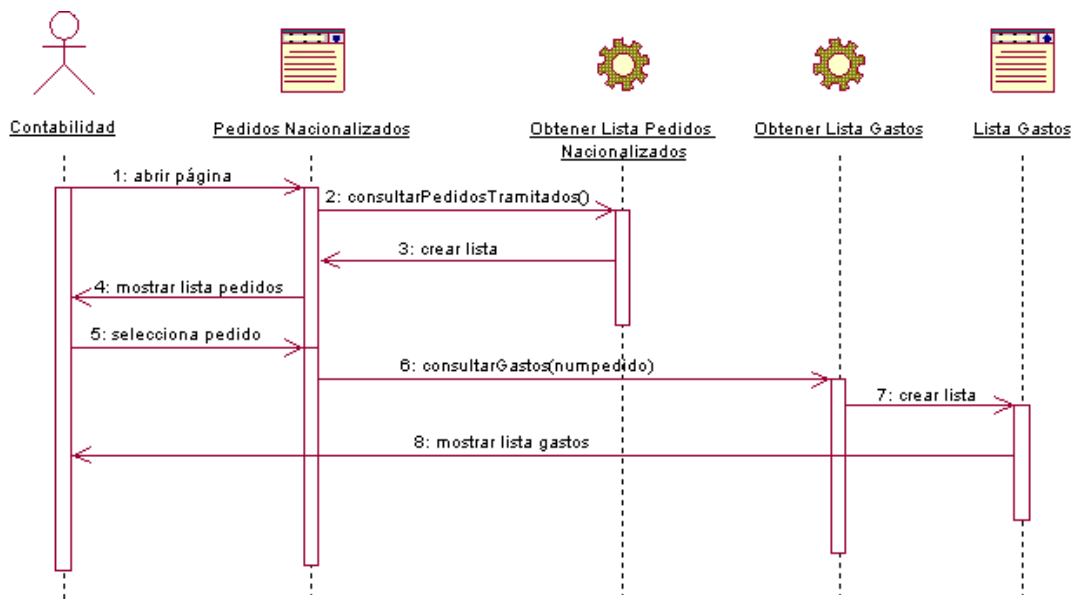 Contabilidad
Pedidos Nacionalizados
Obtener Lista Pedidos
Nacionalizados
Obtener Lista Gastos
Lista Gastos
1: abrir página
2: consultarPedidosTramitados()
3: crear lista
4: mostrar lista pedidos
5: selecciona pedido
6: consultarGastos(numpedido)
7: crear lista
8: mostrar lista gastos